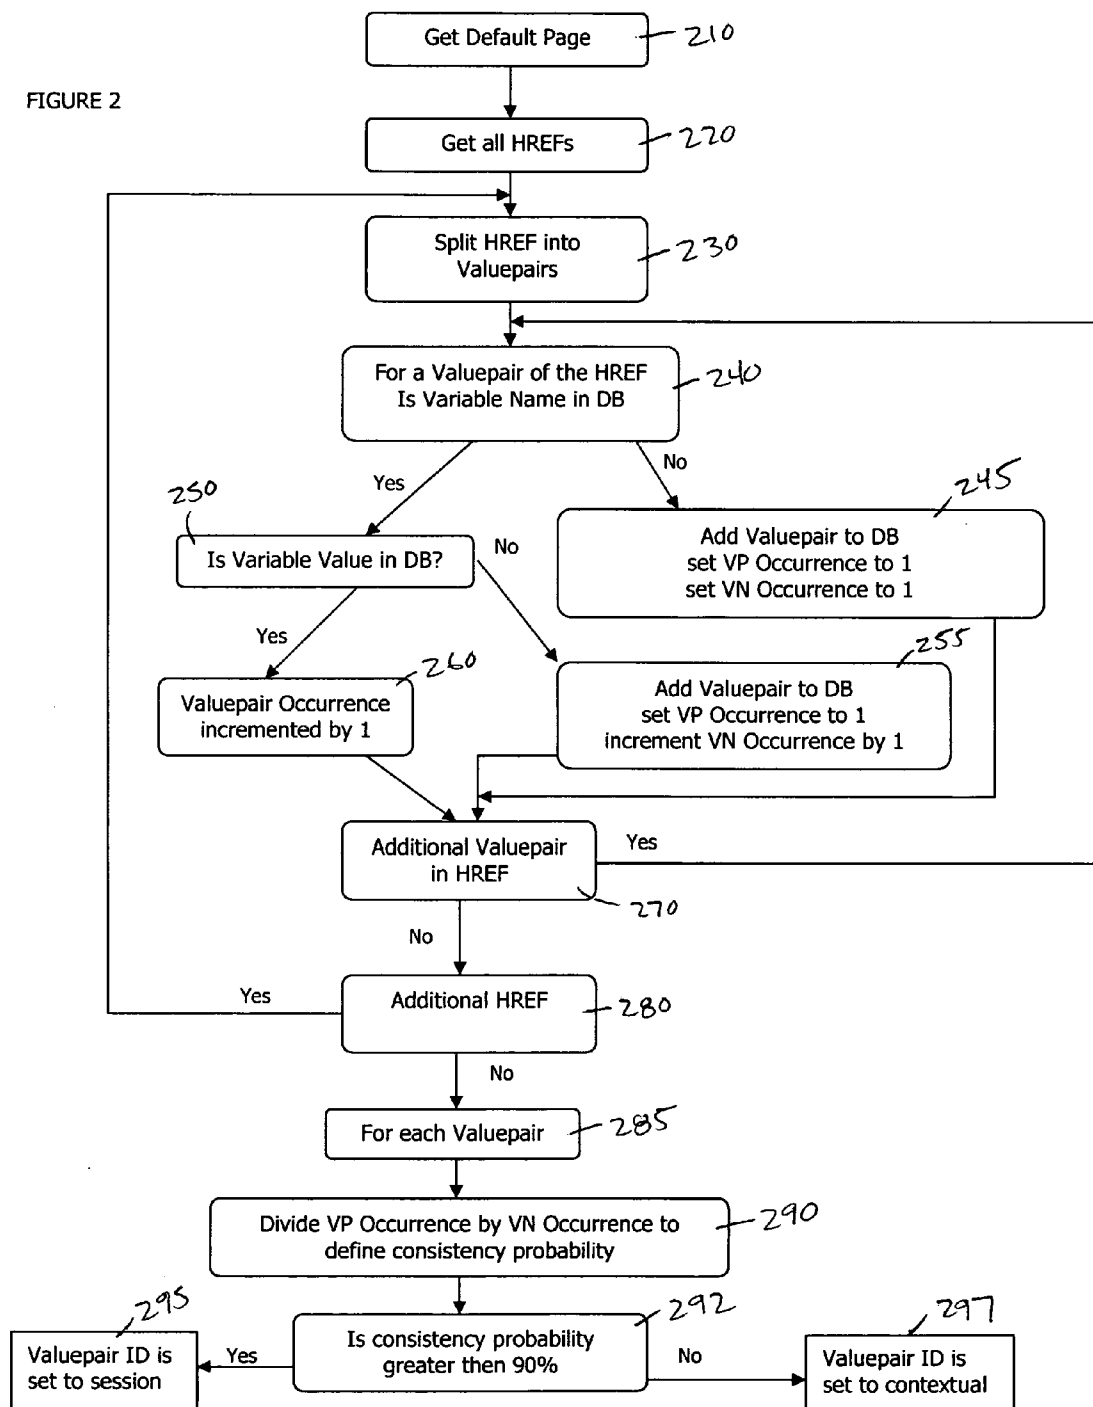 Get Default Page
210
FIGURE 2
Get all HREFs
220
Split HREF into
Valuepairs
230
For a Valuepair of the HREF
Is Variable Name in DB
240
Yes
No
250
Is Variable Value in DB?
No
245
Add Valuepair to DB
set VP Occurrence to 1
set VN Occurrence to 1
Yes
260
Valuepair Occurrence
incremented by 1
255
Add Valuepair to DB
set VP Occurrence to 1
increment VN Occurrence by 1
Additional Valuepair
in HREF
Yes
270
No
Yes
Additional HREF
280
No
For each Valuepair
285
Divide VP Occurrence by VN Occurrence to
define consistency probability
290
295
Valuepair ID is
set to session
Yes
Is consistency probability
greater then 90%
292
No
297
Valuepair ID is
set to contextual